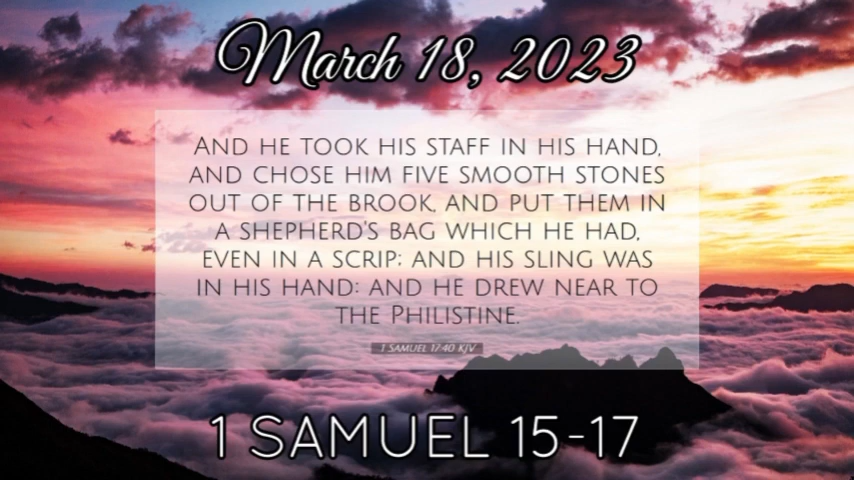 March 18, 2023
And he took his staff in his hand,
and chose him five smooth stones
out of the brook, and put them in
a shepherd's bag which he had,
even in a scrip; and his sling was
in his hand: and he drew near to
the Philistine.
1 Samuel 17:40 KJV
1 SAMUEL 15-17